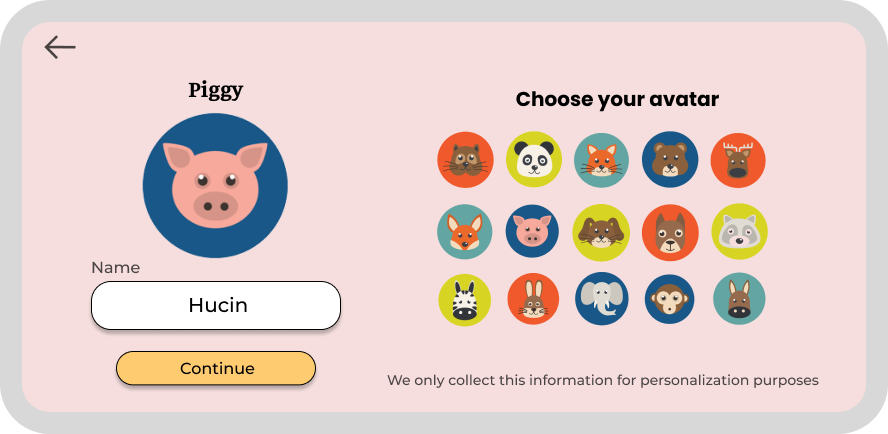 Piggy
Name
Hucin
Continue
Choose your avatar
We only collect this information for personalization purposes